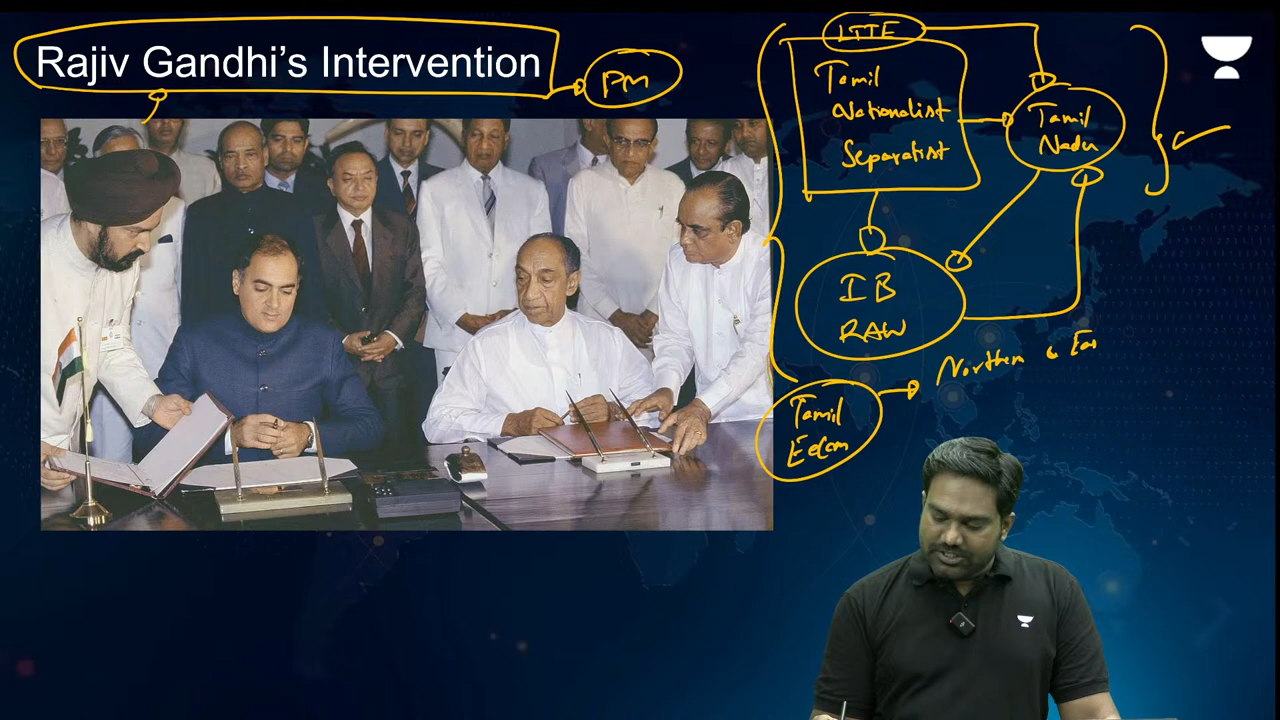 Rajiv Gandhi's Intervention
PM
LTTE
Tamil
Nationalist
Separatist
Tamil
Nadu
IB
RAW
Northern & Eas
Tamil
Eelam